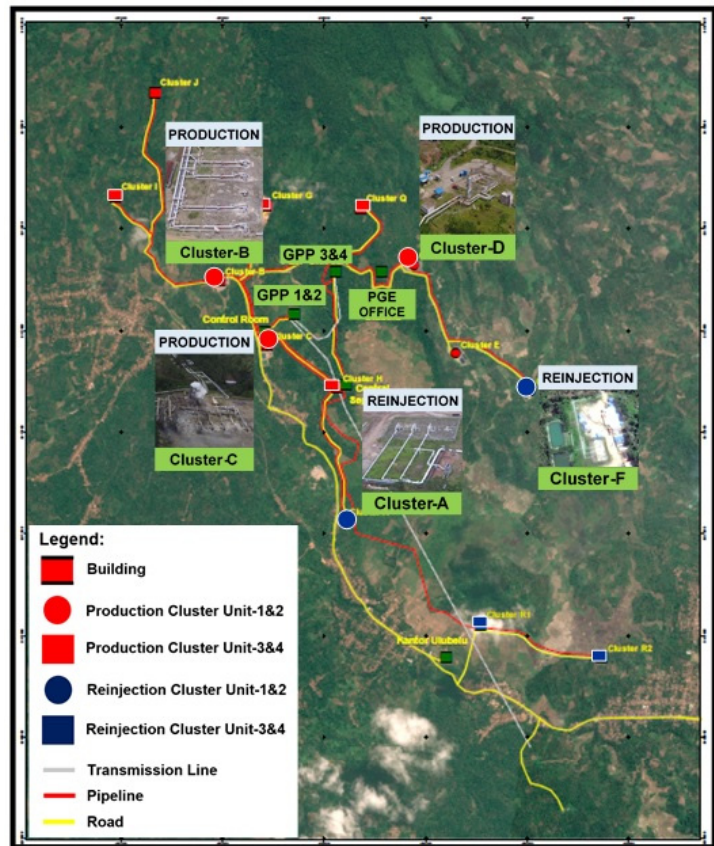 Cluster J
PRODUCTION
PRODUCTION
Cluster I
Cluster G
Cluster Q
Cluster-B
GPP 3&4
Cluster-D
Cluster B
GPP 1&2
PGE
OFFICE
Control Room
Cluster C
PRODUCTION
Cluster E
Cluster H
REINJECTION
REINJECTION
Cluster-C
Cluster-A
Cluster-F
Legend:
Building
Production Cluster Unit-1&2
Production Cluster Unit-3&4
Reinjection Cluster Unit-1&2
Reinjection Cluster Unit-3&4
Transmission Line
Pipeline
Road
Cluster R1
Kantor Ulubelu
Cluster R2